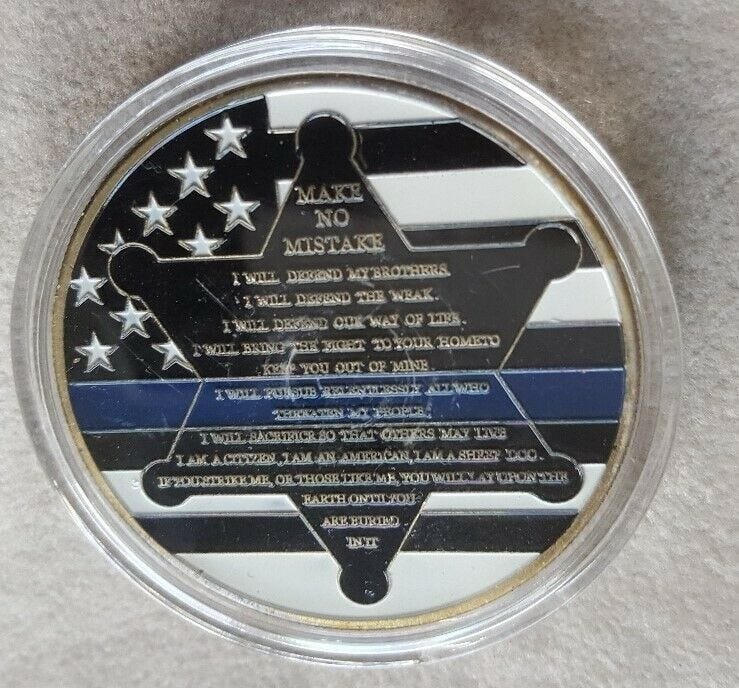 MAKE
NO
MISTAKE
I WILL DEFEND MY BROTHERS.
I WILL DEFEND THE WEAK.
I WILL DEFEND OUR WAY OF LIFE.
I WILL BRING THE FIGHT TO YOUR HOMETO
KEEP YOU OUT OF MINE.
I WILL PURSUE RELENTLESSLY ALL WHO
THREATEN MY PEOPLE.
I WILL SACRIFICE SO THAT OTHERS MAY LIVE
I AM A CITYZEN, I AM AN AMERICAN, I AM A SHEEP DOG.
IF YOU STRIKE ME, OR THOSE LIKE ME, YOU WILL LAY UPON THE
EARTH UNTIL YOU
ARE BURIED
IN IT